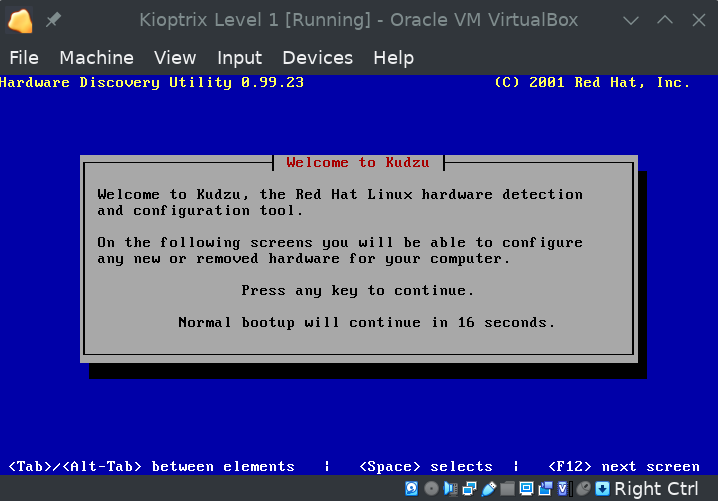 Kioptrix Level 1 [Running] - Oracle VM VirtualBox
File Machine View Input Devices Help
Hardware Discovery Utility 0.99.23 (C) 2001 Red Hat, Inc.
Welcome to Kudzu
Welcome to Kudzu, the Red Hat Linux hardware detection
and configuration tool.
On the following screens you will be able to configure
any new or removed hardware for your computer.
Press any key to continue.
Normal bootup will continue in 16 seconds.
<Tab>/<Alt-Tab> between elements | <Space> selects | <F12> next screen
Right Ctrl